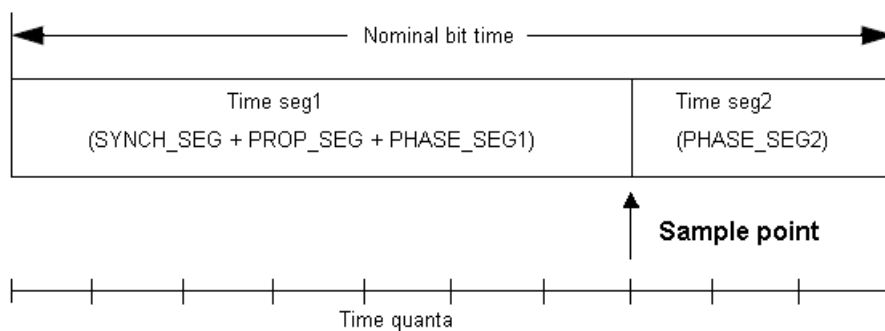 Nominal bit time
Time seg1
(SYNCH_SEG + PROP_SEG + PHASE_SEG1)
Time seg2
(PHASE_SEG2)
Sample point
Time quanta